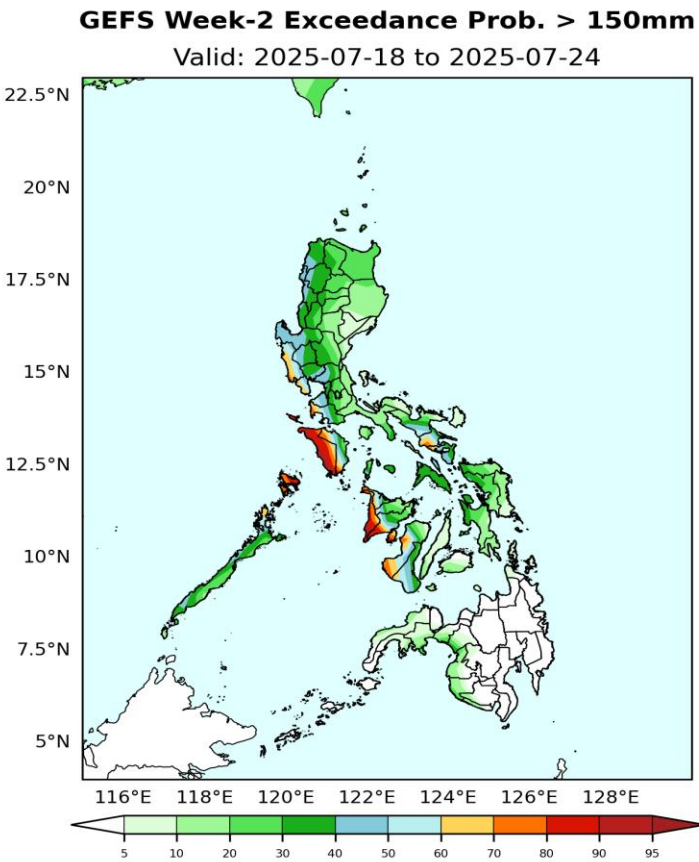 GEFS Week-2 Exceedance Prob. > 150mm
Valid: 2025-07-18 to 2025-07-24
22.5°N
20°N
17.5°N
15°N
12.5°N
10°N
7.5°N
5°N
116°E 118°E 120°E 122°E 124°E 126°E 128°E
5 10 20 30 40 50 60 70 80 90 95